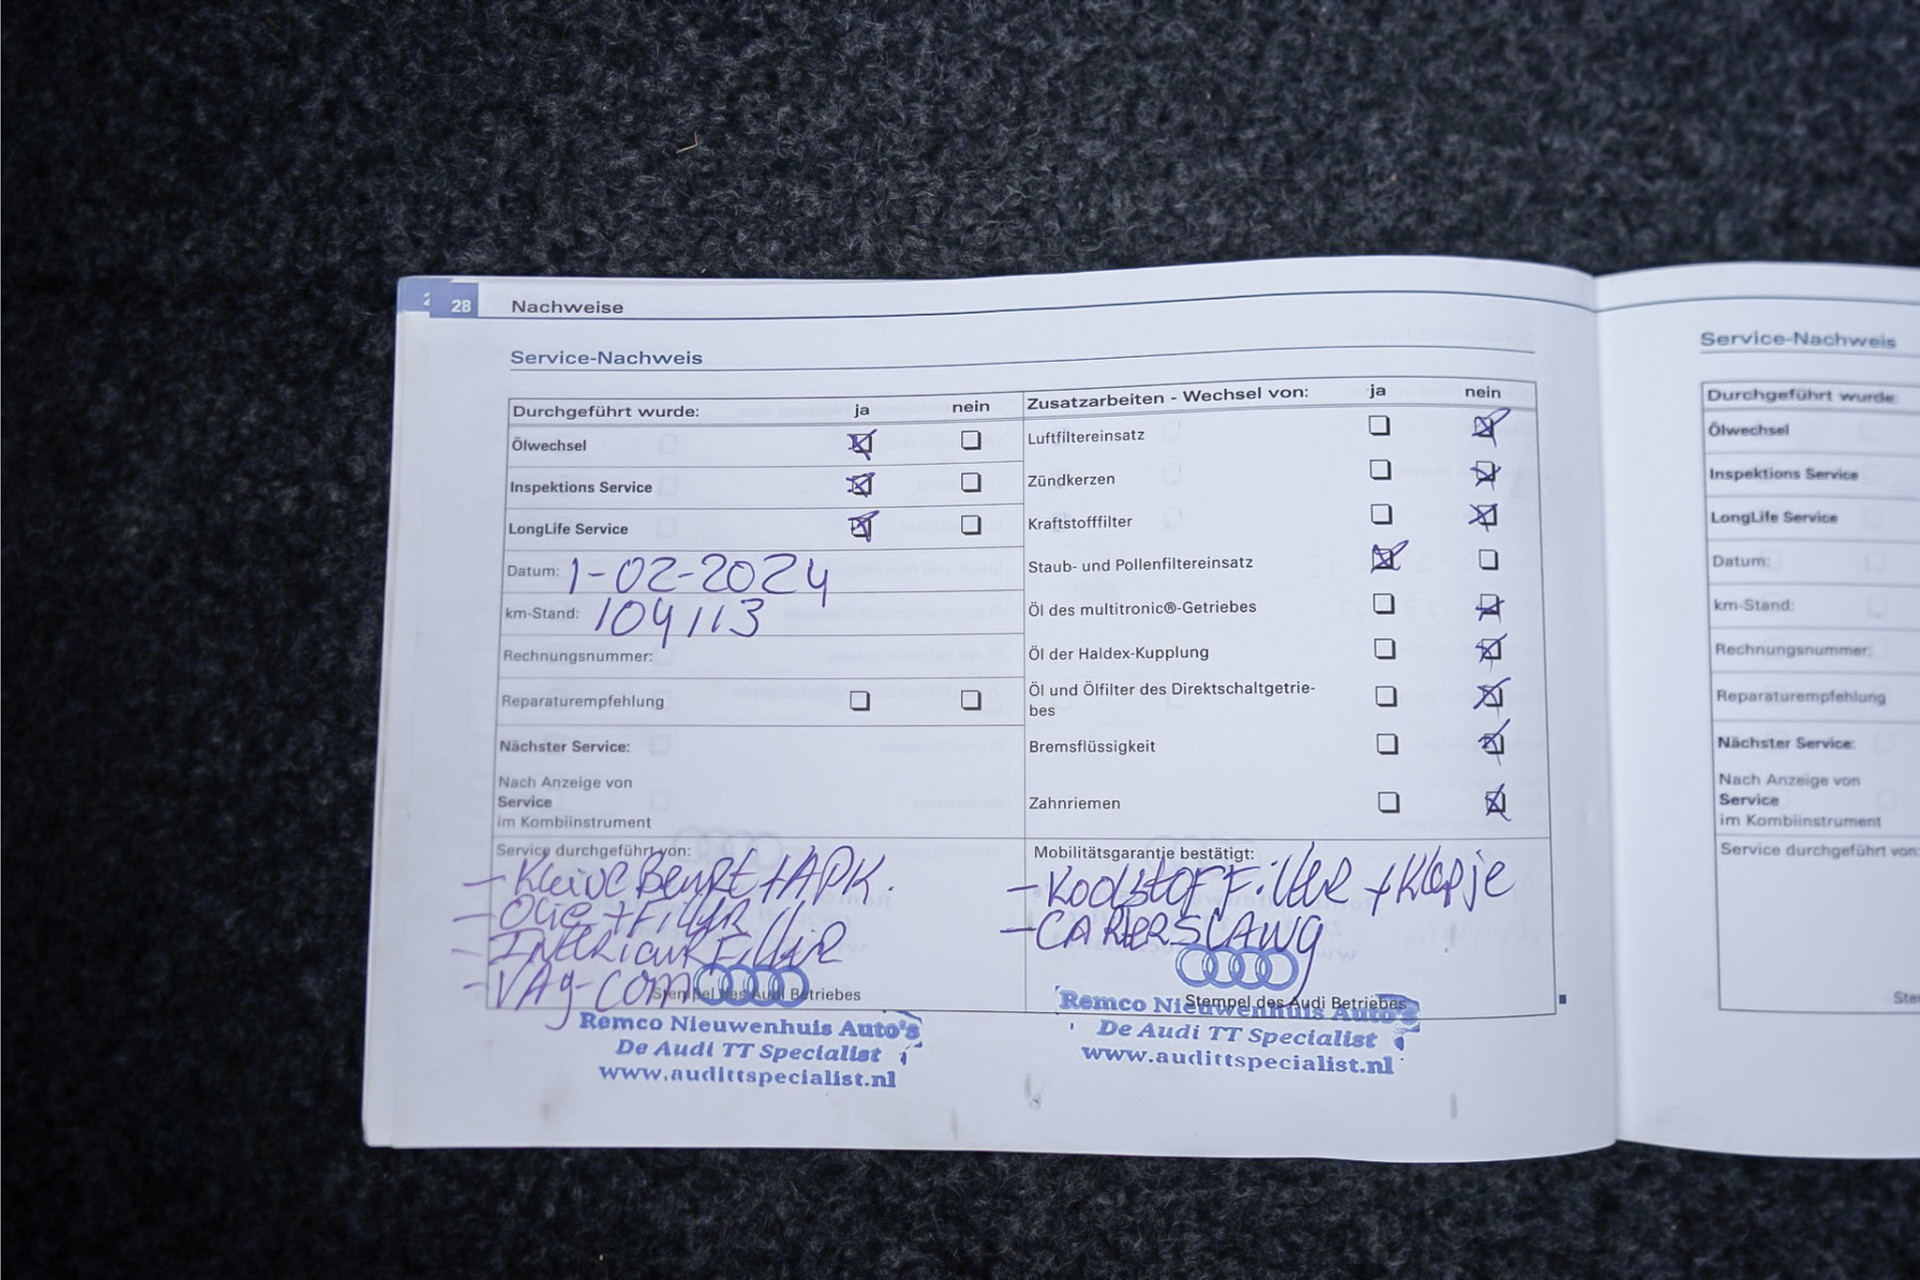 28 Nachweise
Service-Nachweis
Durchgeführt wurde: ja nein
Ölwechsel
Inspektions Service
LongLife Service
Datum: 1-02-2024
km-Stand: 104113
Rechnungsnummer:
Reparaturempfehlung
Nächster Service:
Nach Anzeige von
Service
im Kombiinstrument
Service durchgeführt von:
- Kleine Beurt + APK.
- Olie + Filter
- Interieur Filter
- VAg-com
Stempel des Audi Betriebes
Remco Nieuwenhuis Auto's
De Audi TT Specialist
www.audittspecialist.nl
Zusatzarbeiten - Wechsel von: ja nein
Luftfiltereinsatz
Zündkerzen
Kraftstofffilter
Staub- und Pollenfiltereinsatz
Öl des multitronic®-Getriebes
Öl der Haldex-Kupplung
Öl und Ölfilter des Direktschaltgetrie-
bes
Bremsflüssigkeit
Zahnriemen
Mobilitätsgarantie bestätigt:
- Koolstof Filter + Klepje
- CARTERSLANg
Stempel des Audi Betriebes
Remco Nieuwenhuis Auto's
De Audi TT Specialist
www.audittspecialist.nl
Service-Nachweis
Durchgeführt wurde:
Ölwechsel
Inspektions Service
LongLife Service
Datum:
km-Stand:
Rechnungsnummer:
Reparaturempfehlung
Nächster Service:
Nach Anzeige von
Service
im Kombiinstrument
Service durchgeführt von: